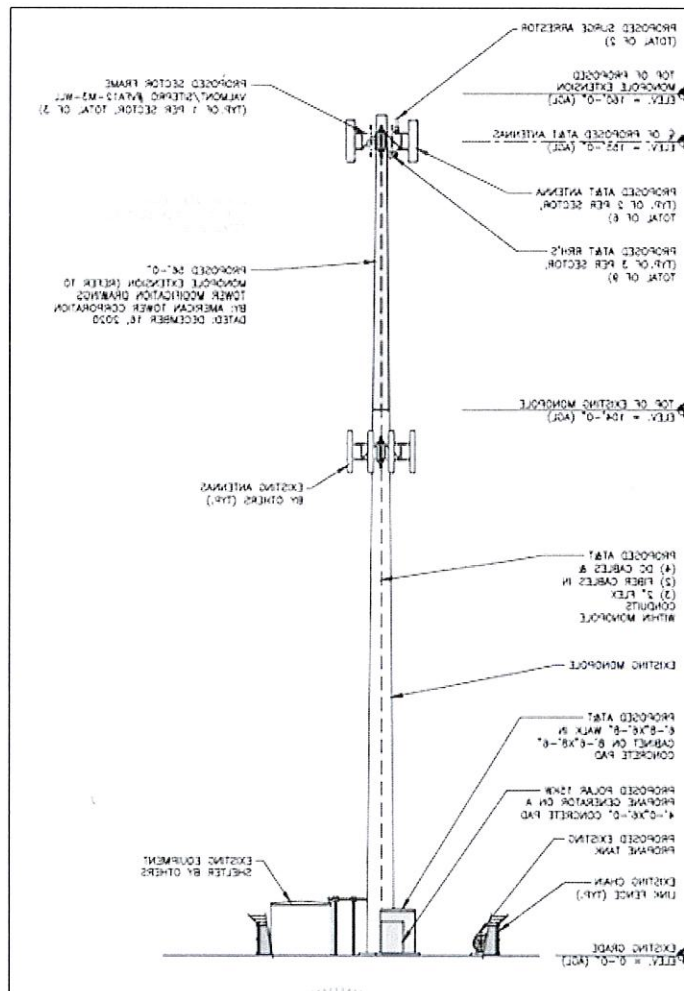 PROPOSED SURGE ARRESTOR
(TOTAL OF 2)
TOP OF PROPOSED
MONOPOLE EXTENSION
ELEV. = 160'-0" (AGL)
PROPOSED SECTOR FRAME
VALMONT/SITEPRO #VFA12-M3-WLL
(TYP.OF 1 PER SECTOR, TOTAL OF 3)
℄ OF PROPOSED AT&T ANTENNAS
ELEV. = 153'-0" (AGL)
PROPOSED AT&T ANTENNA
(TYP. OF 2 PER SECTOR,
TOTAL OF 6)
PROPOSED AT&T RRH'S
(TYP.OF 3 PER SECTOR,
TOTAL OF 9)
PROPOSED 56'-0"
MONOPOLE EXTENSION (REFER TO
TOWER MODIFICATION DRAWINGS
BY: AMERICAN TOWER CORPORATION
DATED: DECEMBER 16, 2020
TOP OF EXISTING MONOPOLE
ELEV. = 104'-0" (AGL)
EXISTING ANTENNAS
BY OTHERS (TYP.)
PROPOSED AT&T
(4) DC CABLES &
(2) FIBER CABLES IN
(3) 2" FLEX
CONDUITS
WITHIN MONOPOLE
EXISTING MONOPOLE
PROPOSED AT&T
6'-8"X6'-8" WALK IN
CABINET ON 8'-6"X8'-6"
CONCRETE PAD
PROPOSED POLAR 15KW
PROPANE GENERATOR ON A
4'-0"X6'-0" CONCRETE PAD
PROPOSED EXISTING
PROPANE TANK
EXISTING EQUIPMENT
SHELTER BY OTHERS
EXISTING CHAIN
LINK FENCE (TYP.)
EXISTING GRADE
ELEV. = 0'-0" (AGL)